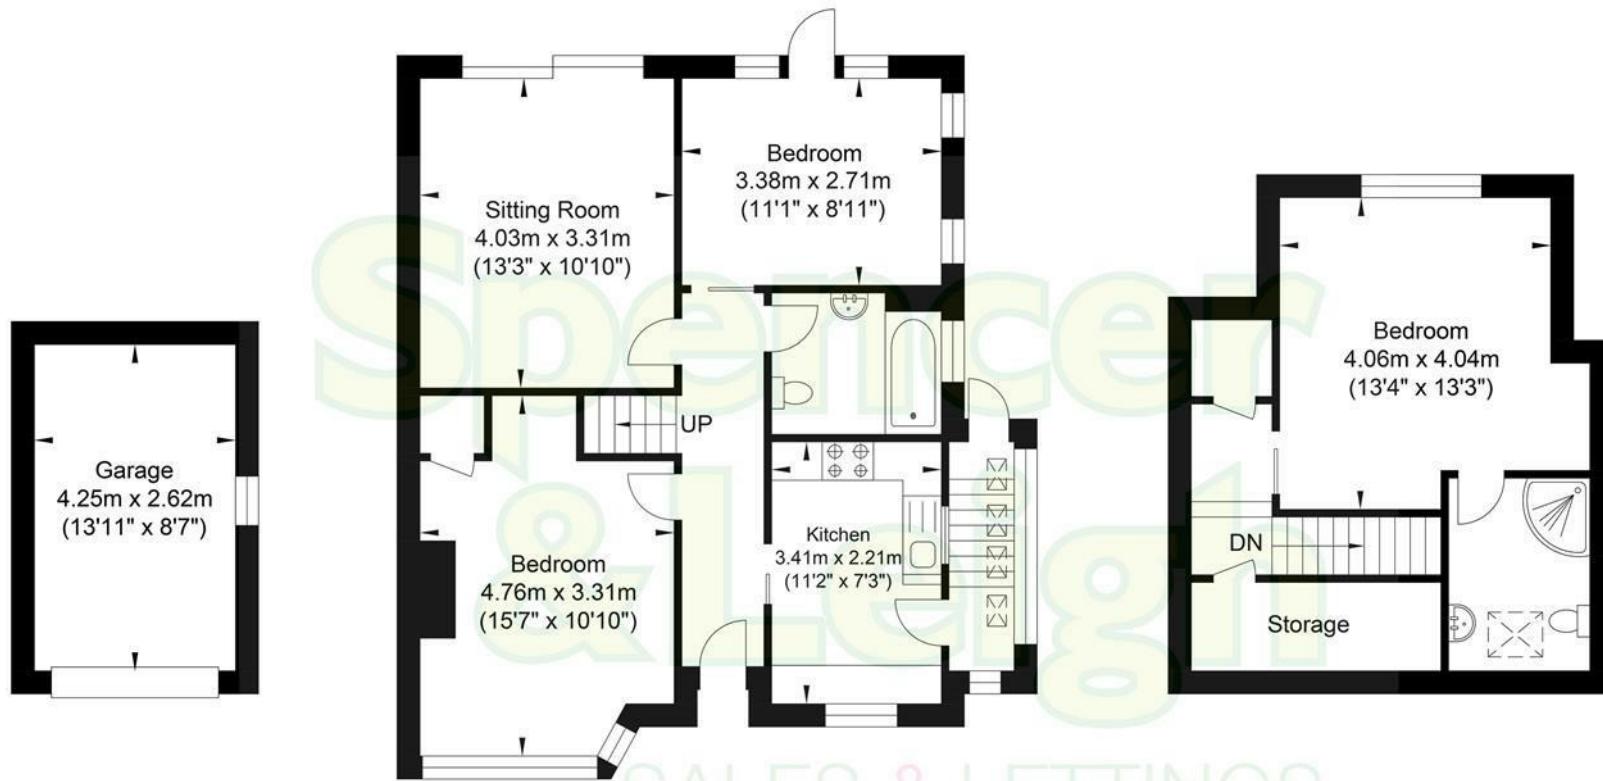 Garage
4.25m x 2.62m
(13'11" x 8'7")
Sitting Room
4.03m x 3.31m
(13'3" x 10'10")
Bedroom
3.38m x 2.71m
(11'1" x 8'11")
UP
Bedroom
4.76m x 3.31m
(15'7" x 10'10")
Kitchen
3.41m x 2.21m
(11'2" x 7'3")
Bedroom
4.06m x 4.04m
(13'4" x 13'3")
DN
Storage
Spencer
& Leigh
SALES & LETTINGS